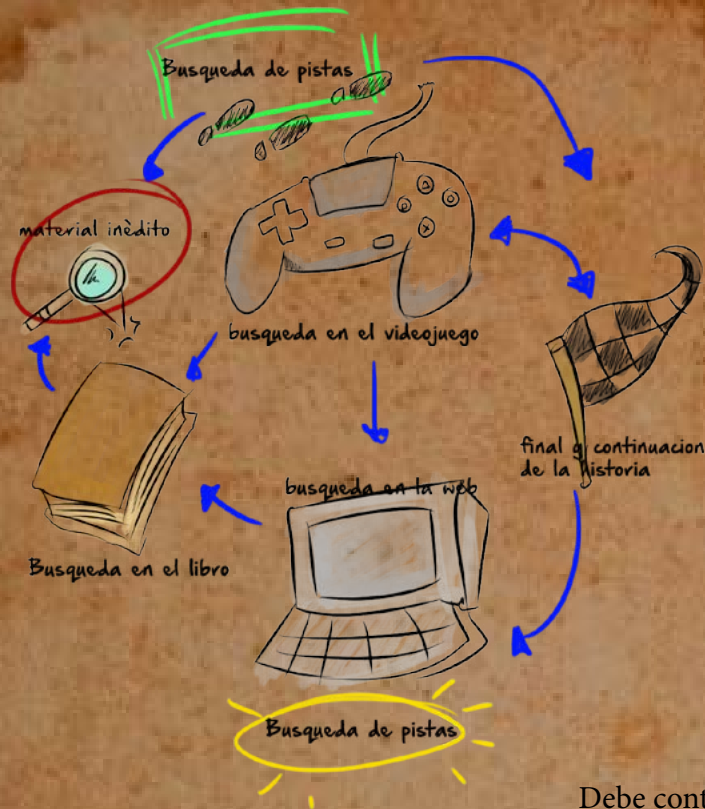 Busqueda de pistas
material inèdito
busqueda en el videojuego
final y continuacion
de la historia
busqueda en la web
Busqueda en el libro
Busqueda de pistas
Debe cont